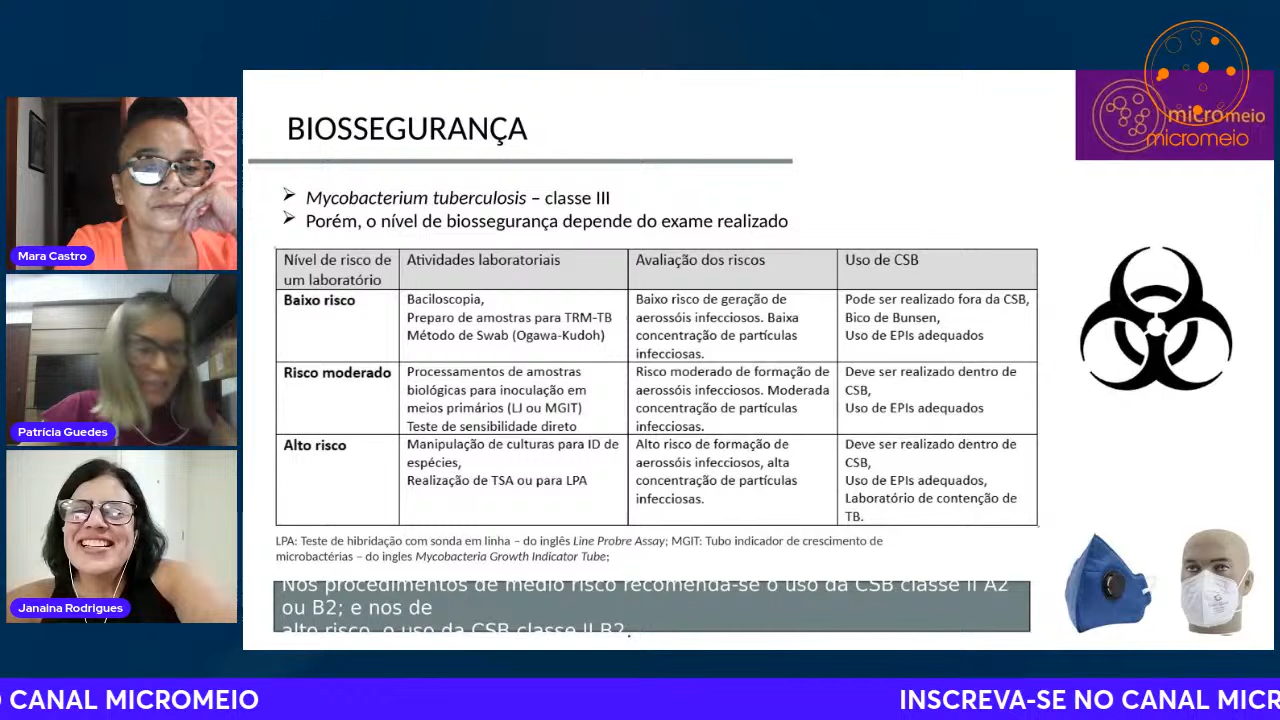 micromeio
micromeio
BIOSSEGURANÇA
Mycobacterium tuberculosis – classe III
Porém, o nível de biossegurança depende do exame realizado
Nível de risco de
um laboratório
Atividades laboratoriais
Avaliação dos riscos
Uso de CSB
Baixo risco
Baciloscopia,
Preparo de amostras para TRM-TB
Método de Swab (Ogawa-Kudoh)
Baixo risco de geração de
aerossóis infecciosos. Baixa
concentração de partículas
infecciosas.
Pode ser realizado fora da CSB,
Bico de Bunsen,
Uso de EPIs adequados
Risco moderado
Processamentos de amostras
biológicas para inoculação em
meios primários (LJ ou MGIT)
Teste de sensibilidade direto
Risco moderado de formação de
aerossóis infecciosos. Moderada
concentração de partículas
infecciosas.
Deve ser realizado dentro de
CSB,
Uso de EPIs adequados
Alto risco
Manipulação de culturas para ID de
espécies,
Realização de TSA ou para LPA
Alto risco de formação de
aerossóis infecciosos, alta
concentração de partículas
infecciosas.
Deve ser realizado dentro de
CSB,
Uso de EPIs adequados,
Laboratório de contenção de
TB.
LPA: Teste de hibridação com sonda em linha – do inglês Line Probre Assay; MGIT: Tubo indicador de crescimento de
microbactérias – do ingles Mycobacteria Growth Indicator Tube;
Nos procedimentos de médio risco recomenda-se o uso da CSB classe II A2
ou B2; e nos de
alto risco, o uso da CSB classe II B2.
Mara Castro
Patrícia Guedes
Janaina Rodrigues
O CANAL MICROMEIO
INSCREVA-SE NO CANAL MICR